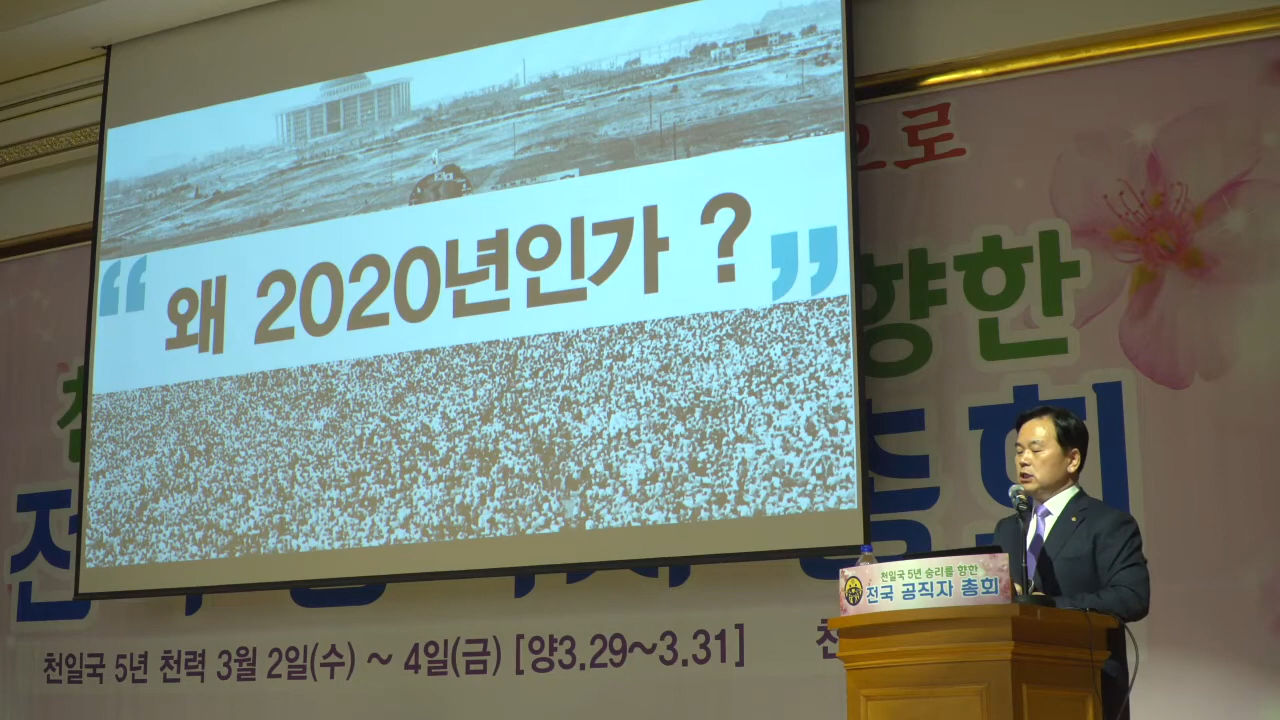 “ 왜 2020년인가 ? ”
으로
향한
총회
천일국 5년 천력 3월 2일(수) ~ 4일(금) [양3.29~3.31]
천일국 5년 승리를 향한
전국 공직자 총회